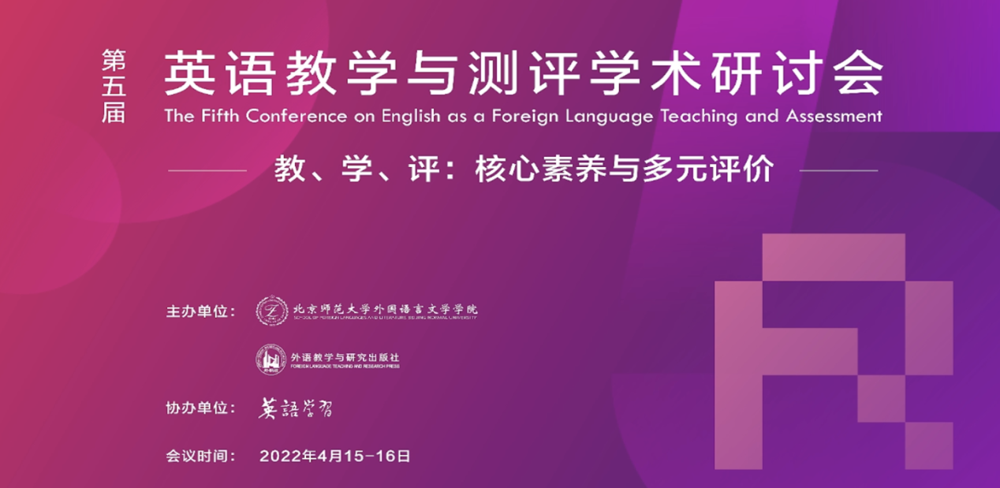 第五届
英语教学与测评学术研讨会
The Fifth Conference on English as a Foreign Language Teaching and Assessment
教、学、评：核心素养与多元评价
主办单位：
北京师范大学外国语言文学学院
SCHOOL OF FOREIGN LANGUAGES AND LITERATURE, BEIJING NORMAL UNIVERSITY
外语教学与研究出版社
FOREIGN LANGUAGE TEACHING AND RESEARCH PRESS
协办单位：
英語学習
会议时间：
2022年4月15-16日